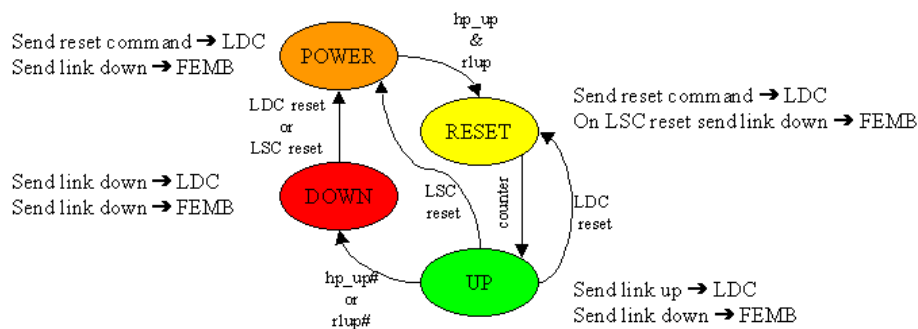 hp_up
&
rlup
Send reset command ➔ LDC
Send link down ➔ FEMB
POWER
LDC reset
or
LSC reset
RESET
Send reset command ➔ LDC
On LSC reset send link down ➔ FEMB
Send link down ➔ LDC
Send link down ➔ FEMB
DOWN
LSC
reset
counter
LDC
reset
hp_up#
or
rlup#
UP
Send link up ➔ LDC
Send link down ➔ FEMB